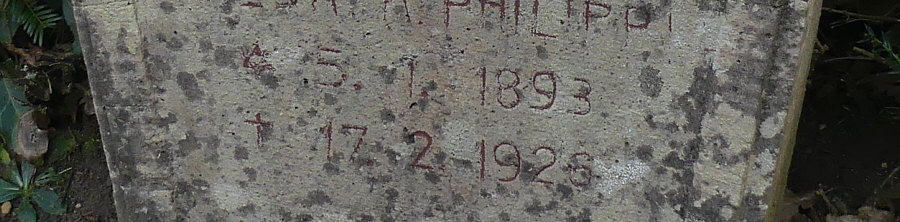 PHILIPPI
* 5. 1. 1893
† 17. 2. 1926